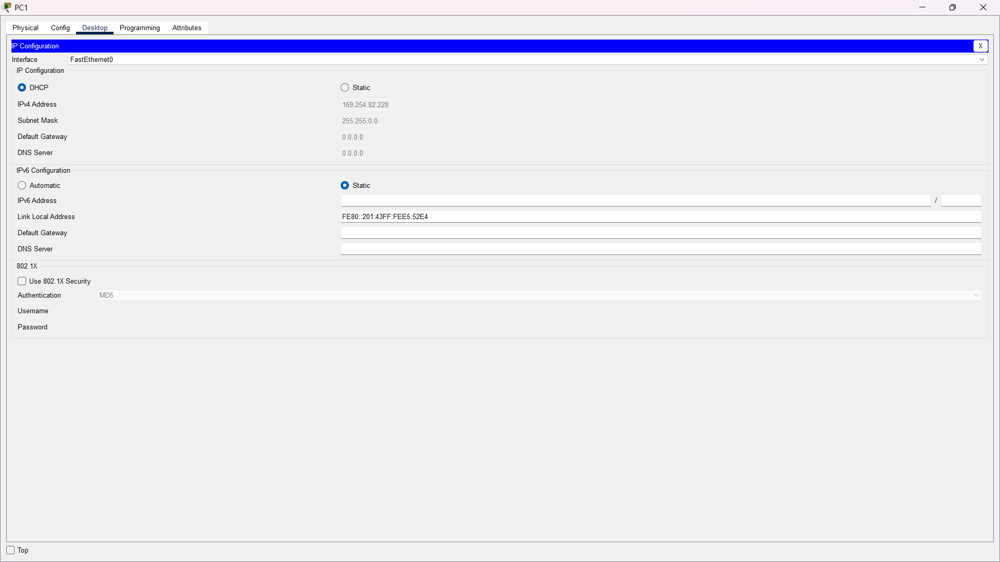 PC1
Physical Config Desktop Programming Attributes
IP Configuration X
Interface FastEthernet0
IP Configuration
DHCP Static
IPv4 Address 169.254.82.228
Subnet Mask 255.255.0.0
Default Gateway 0.0.0.0
DNS Server 0.0.0.0
IPv6 Configuration
Automatic Static
IPv6 Address /
Link Local Address FE80::201:43FF:FEE5:52E4
Default Gateway
DNS Server
802.1X
Use 802.1X Security
Authentication MD5
Username
Password
Top